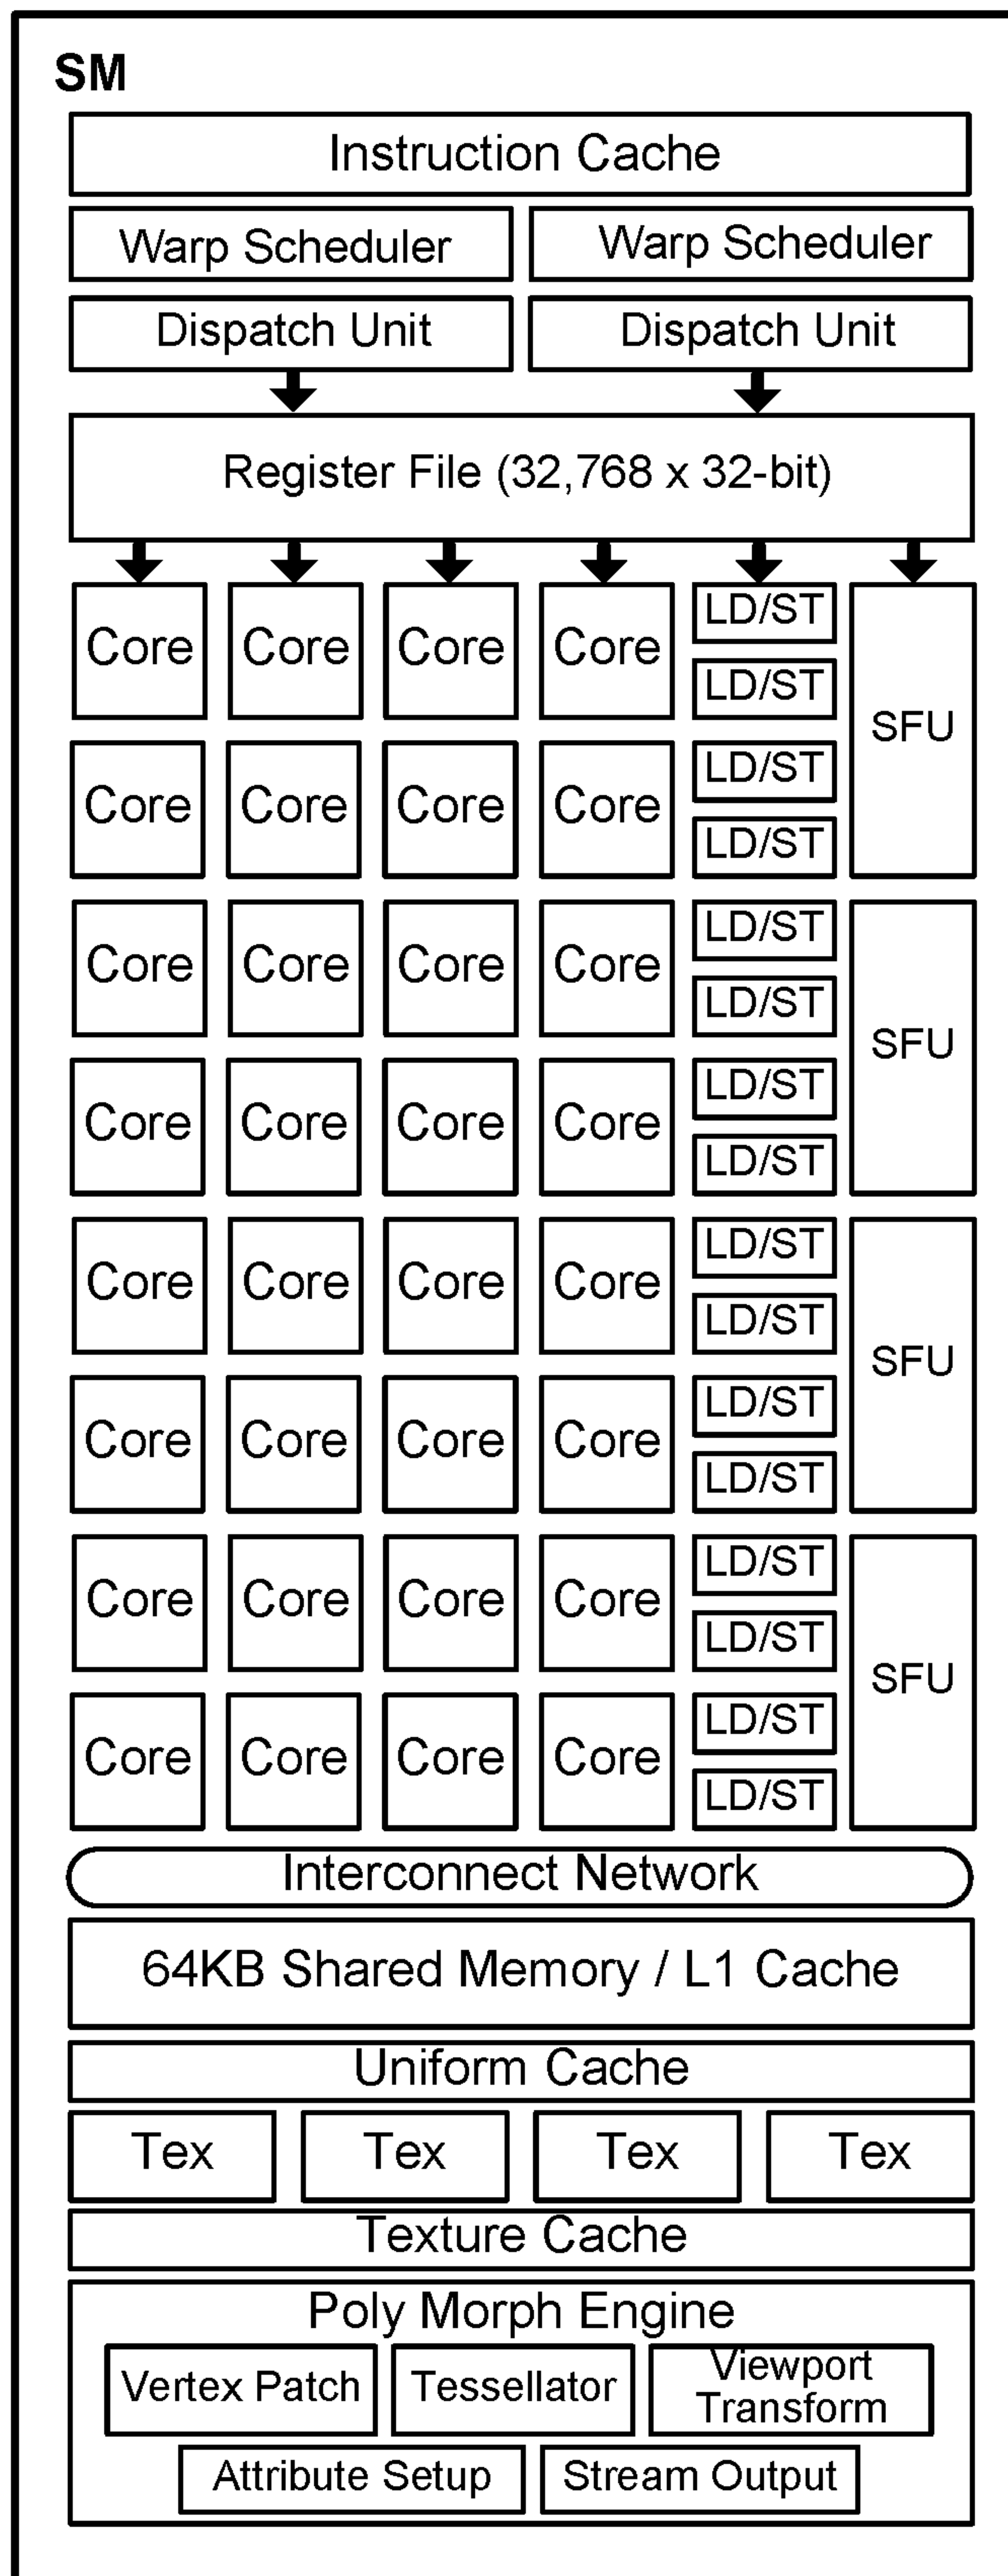 SM
Instruction Cache
Warp Scheduler Warp Scheduler
Dispatch Unit Dispatch Unit
Register File (32,768 x 32-bit)
Core Core Core Core LD/ST SFU
LD/ST
Core Core Core Core LD/ST
LD/ST
Core Core Core Core LD/ST SFU
LD/ST
Core Core Core Core LD/ST
LD/ST
Core Core Core Core LD/ST SFU
LD/ST
Core Core Core Core LD/ST
LD/ST
Core Core Core Core LD/ST SFU
LD/ST
Core Core Core Core LD/ST
LD/ST
Interconnect Network
64KB Shared Memory / L1 Cache
Uniform Cache
Tex Tex Tex Tex
Texture Cache
Poly Morph Engine
Vertex Patch Tessellator Viewport
Transform
Attribute Setup Stream Output